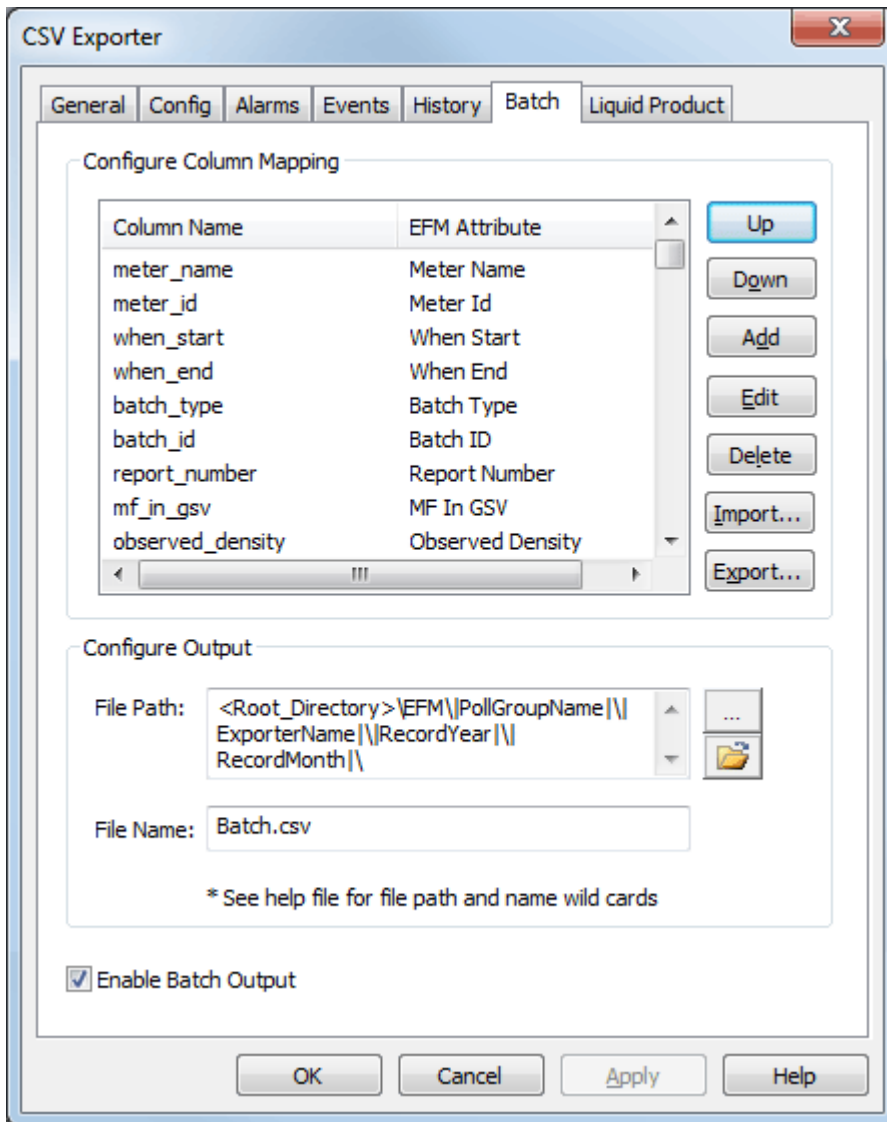 CSV Exporter
General Config Alarms Events History Batch Liquid Product
Configure Column Mapping
Column Name EFM Attribute
meter_name Meter Name
meter_id Meter Id
when_start When Start
when_end When End
batch_type Batch Type
batch_id Batch ID
report_number Report Number
mf_in_gsv MF In GSV
observed_density Observed Density
Up
Down
Add
Edit
Delete
Import...
Export...
Configure Output
File Path: <Root_Directory>\EFM\|PollGroupName|\|
ExporterName|\|RecordYear|\|
RecordMonth|\
...
File Name: Batch.csv
* See help file for file path and name wild cards
Enable Batch Output
OK Cancel Apply Help